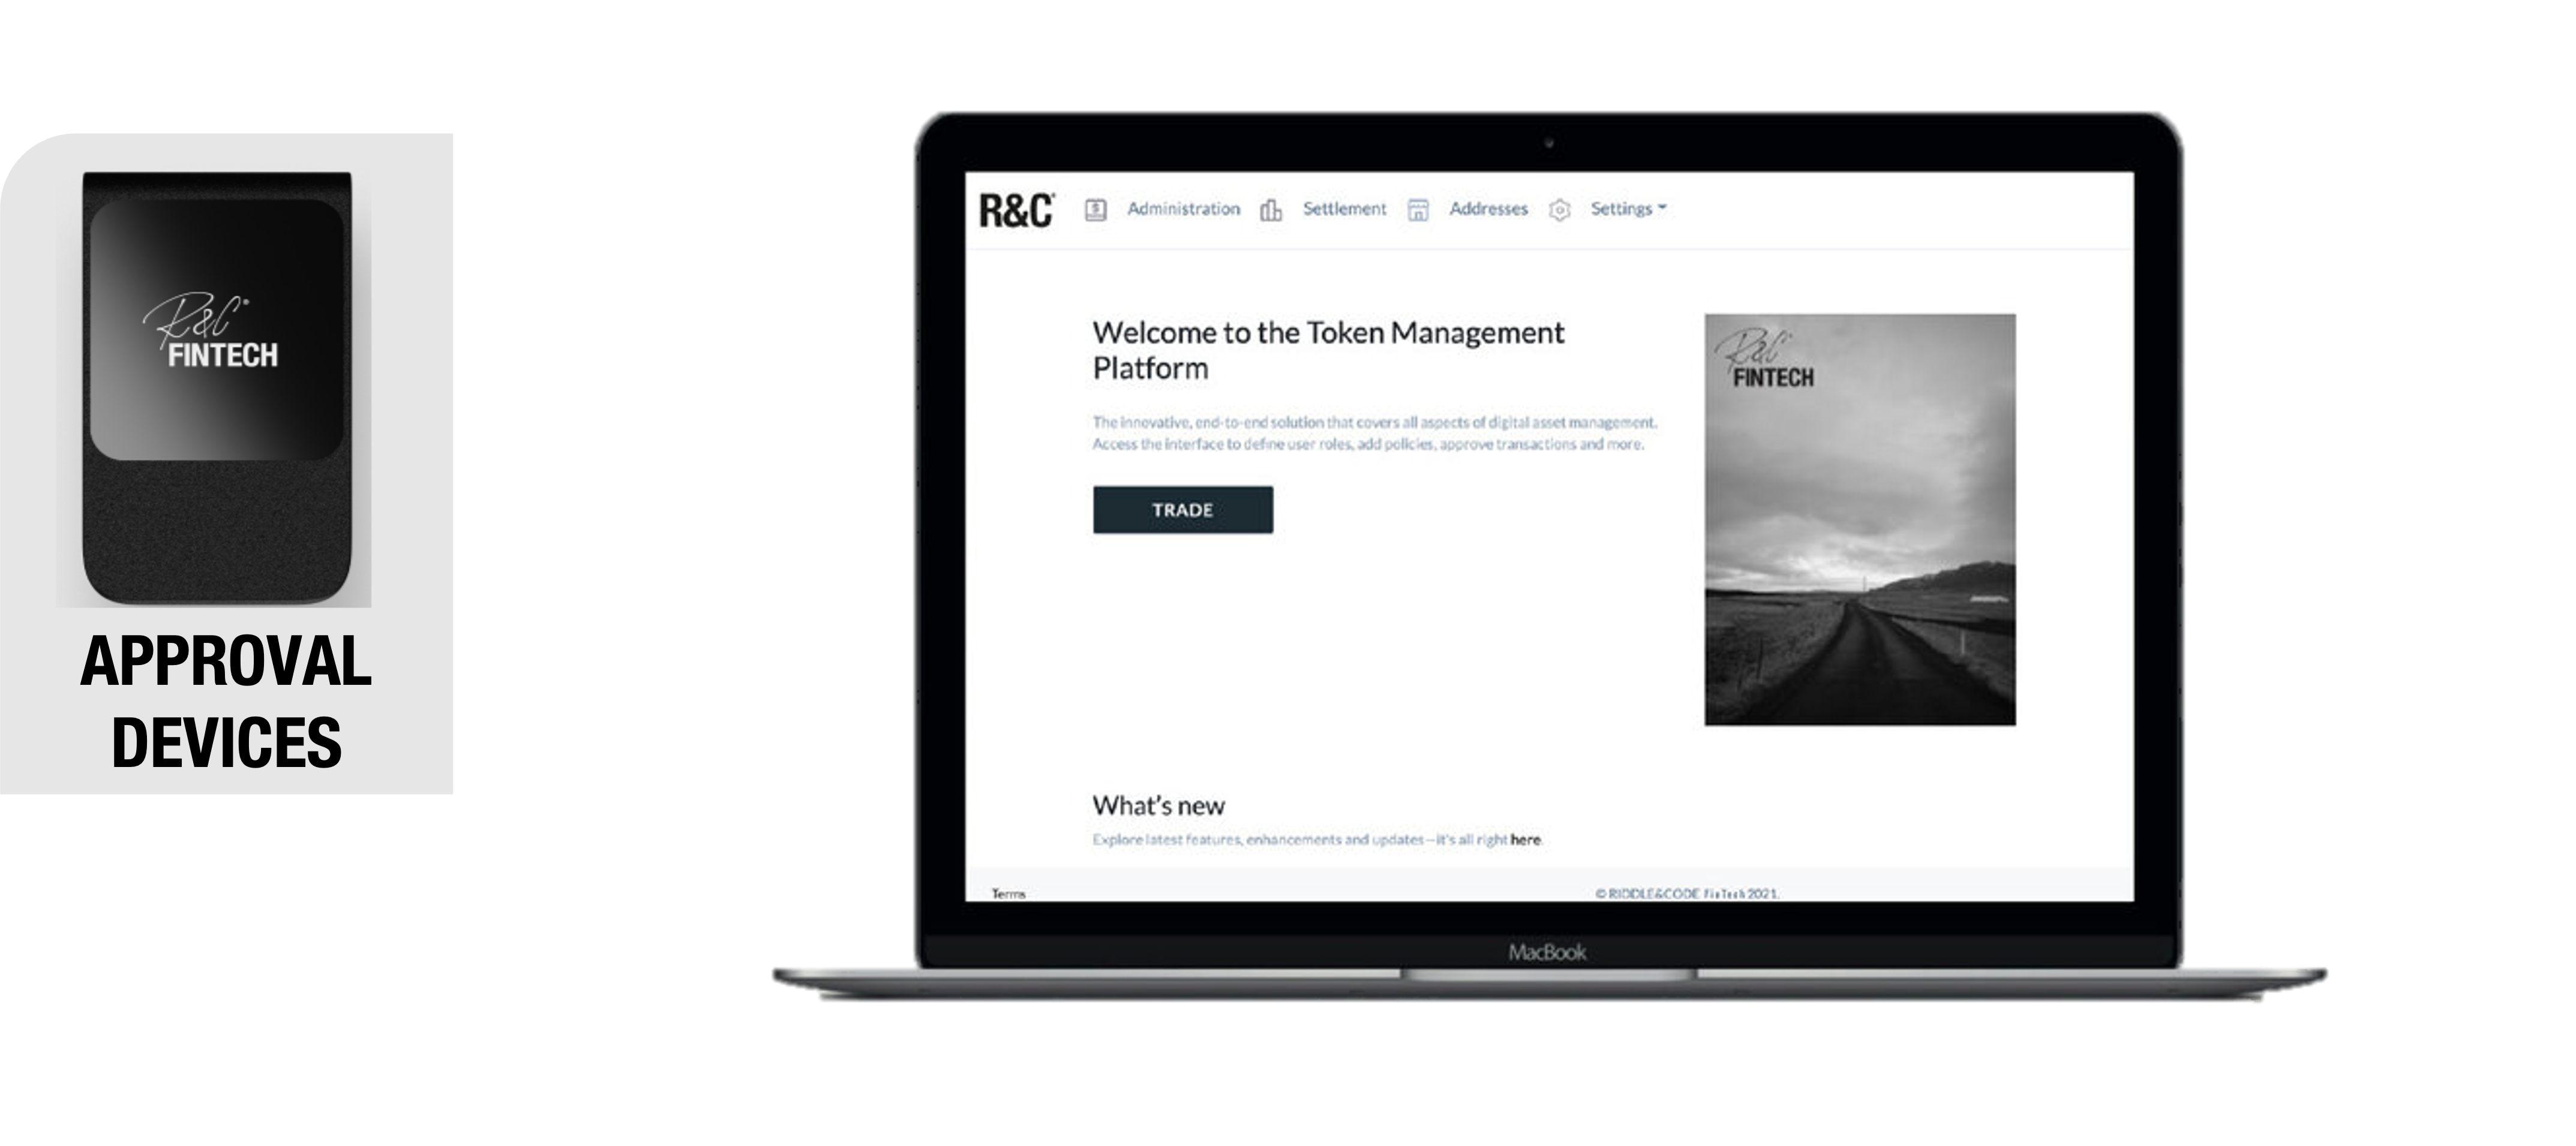 R&C
FINTECH
APPROVAL
DEVICES
R&C
Administration
Settlement
Addresses
Settings
Welcome to the Token Management
Platform
The innovative, end-to-end solution that covers all aspects of digital asset management.
Access the interface to define user roles, add policies, approve transactions and more.
TRADE
R&C
FINTECH
What's new
Explore latest features, enhancements and updates—it's all right here.
Terms
© RIDDLE&CODE FinTech 2021.
MacBook